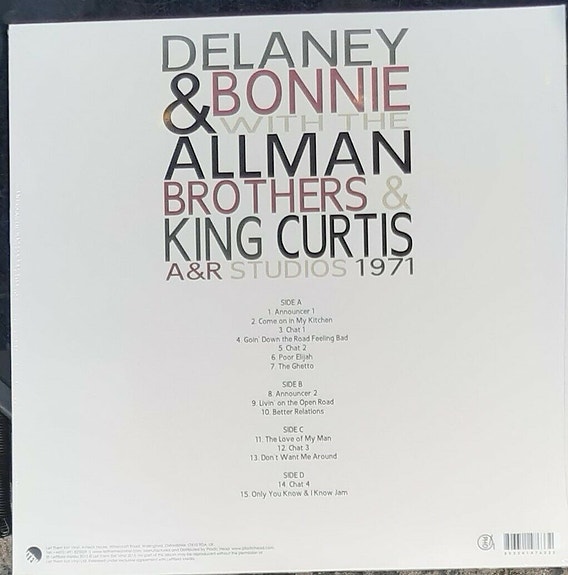 DELANEY
& BONNIE
WITH THE
ALLMAN
BROTHERS &
KING CURTIS
A&R STUDIOS 1971
SIDE A
1. Announcer 1
2. Come on in My Kitchen
3. Chat 1
4. Goin' Down the Road Feeling Bad
5. Chat 2
6. Poor Elijah
7. The Ghetto
SIDE B
8. Announcer 2
9. Livin' on the Open Road
10. Better Relations
SIDE C
11. The Love of My Man
12. Chat 3
13. Don't Want Me Around
SIDE D
14. Chat 4
15. Only You Know & I Know Jam